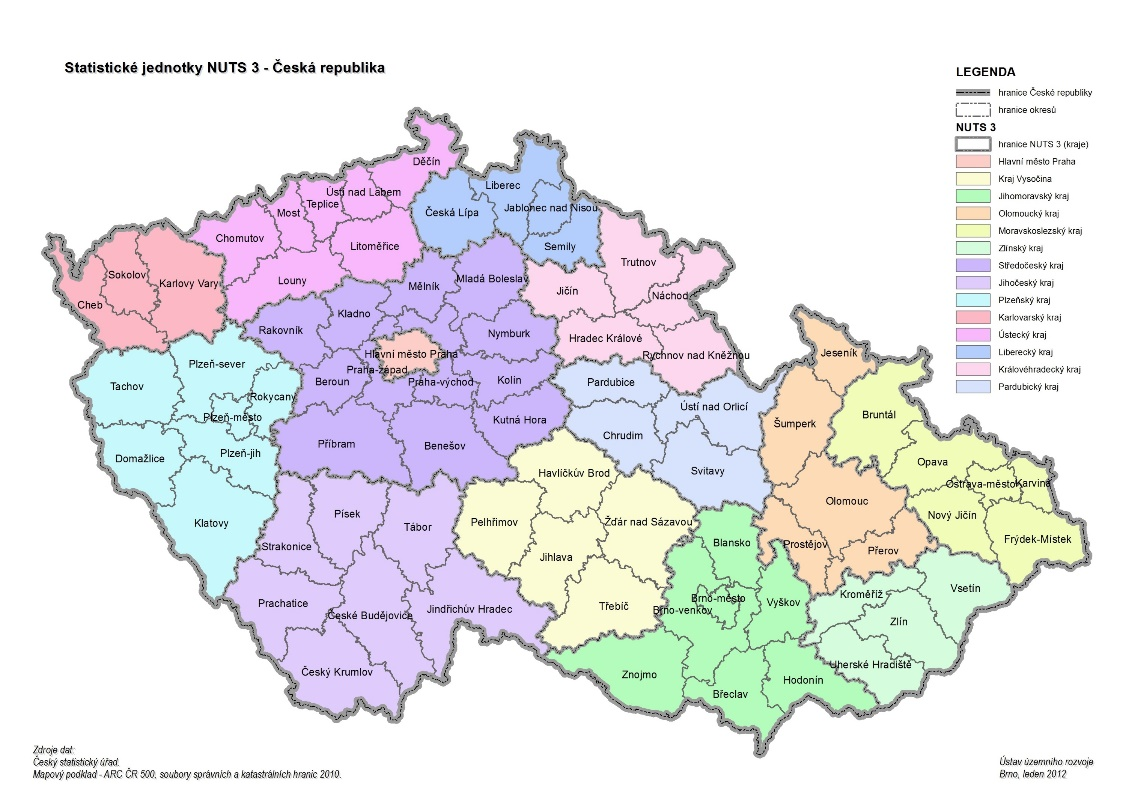 Statistické jednotky NUTS 3 - Česká republika
LEGENDA
hranice České republiky
hranice okresů
NUTS 3
hranice NUTS 3 (kraje)
Hlavní město Praha
Kraj Vysočina
Jihomoravský kraj
Olomoucký kraj
Moravskoslezský kraj
Zlínský kraj
Středočeský kraj
Jihočeský kraj
Plzeňský kraj
Karlovarský kraj
Ústecký kraj
Liberecký kraj
Královéhradecký kraj
Pardubický kraj
Děčín
Ústí nad Labem
Teplice
Most
Chomutov
Litoměřice
Louny
Liberec
Česká Lípa
Jablonec nad Nisou
Semily
Sokolov
Karlovy Vary
Cheb
Trutnov
Jičín
Náchod
Hradec Králové
Rychnov nad Kněžnou
Mladá Boleslav
Mělník
Kladno
Rakovník
Nymburk
Hlavní město Praha
Praha-západ
Praha-východ
Beroun
Kolín
Kutná Hora
Příbram
Benešov
Plzeň-sever
Tachov
Rokycany
Plzeň-město
Domažlice
Plzeň-jih
Klatovy
Pardubice
Ústí nad Orlicí
Chrudim
Svitavy
Jeseník
Šumperk
Olomouc
Prostějov
Přerov
Bruntál
Opava
Ostrava-město
Karviná
Nový Jičín
Frýdek-Místek
Havlíčkův Brod
Pelhřimov
Žďár nad Sázavou
Jihlava
Třebíč
Písek
Tábor
Strakonice
Prachatice
České Budějovice
Jindřichův Hradec
Český Krumlov
Blansko
Brno-město
Brno-venkov
Vyškov
Znojmo
Břeclav
Hodonín
Kroměříž
Vsetín
Zlín
Uherské Hradiště
Zdroje dat:
Český statistický úřad.
Mapový podklad - ARC ČR 500, soubory správních a katastrálních hranic 2010.
Ústav územního rozvoje
Brno, leden 2012